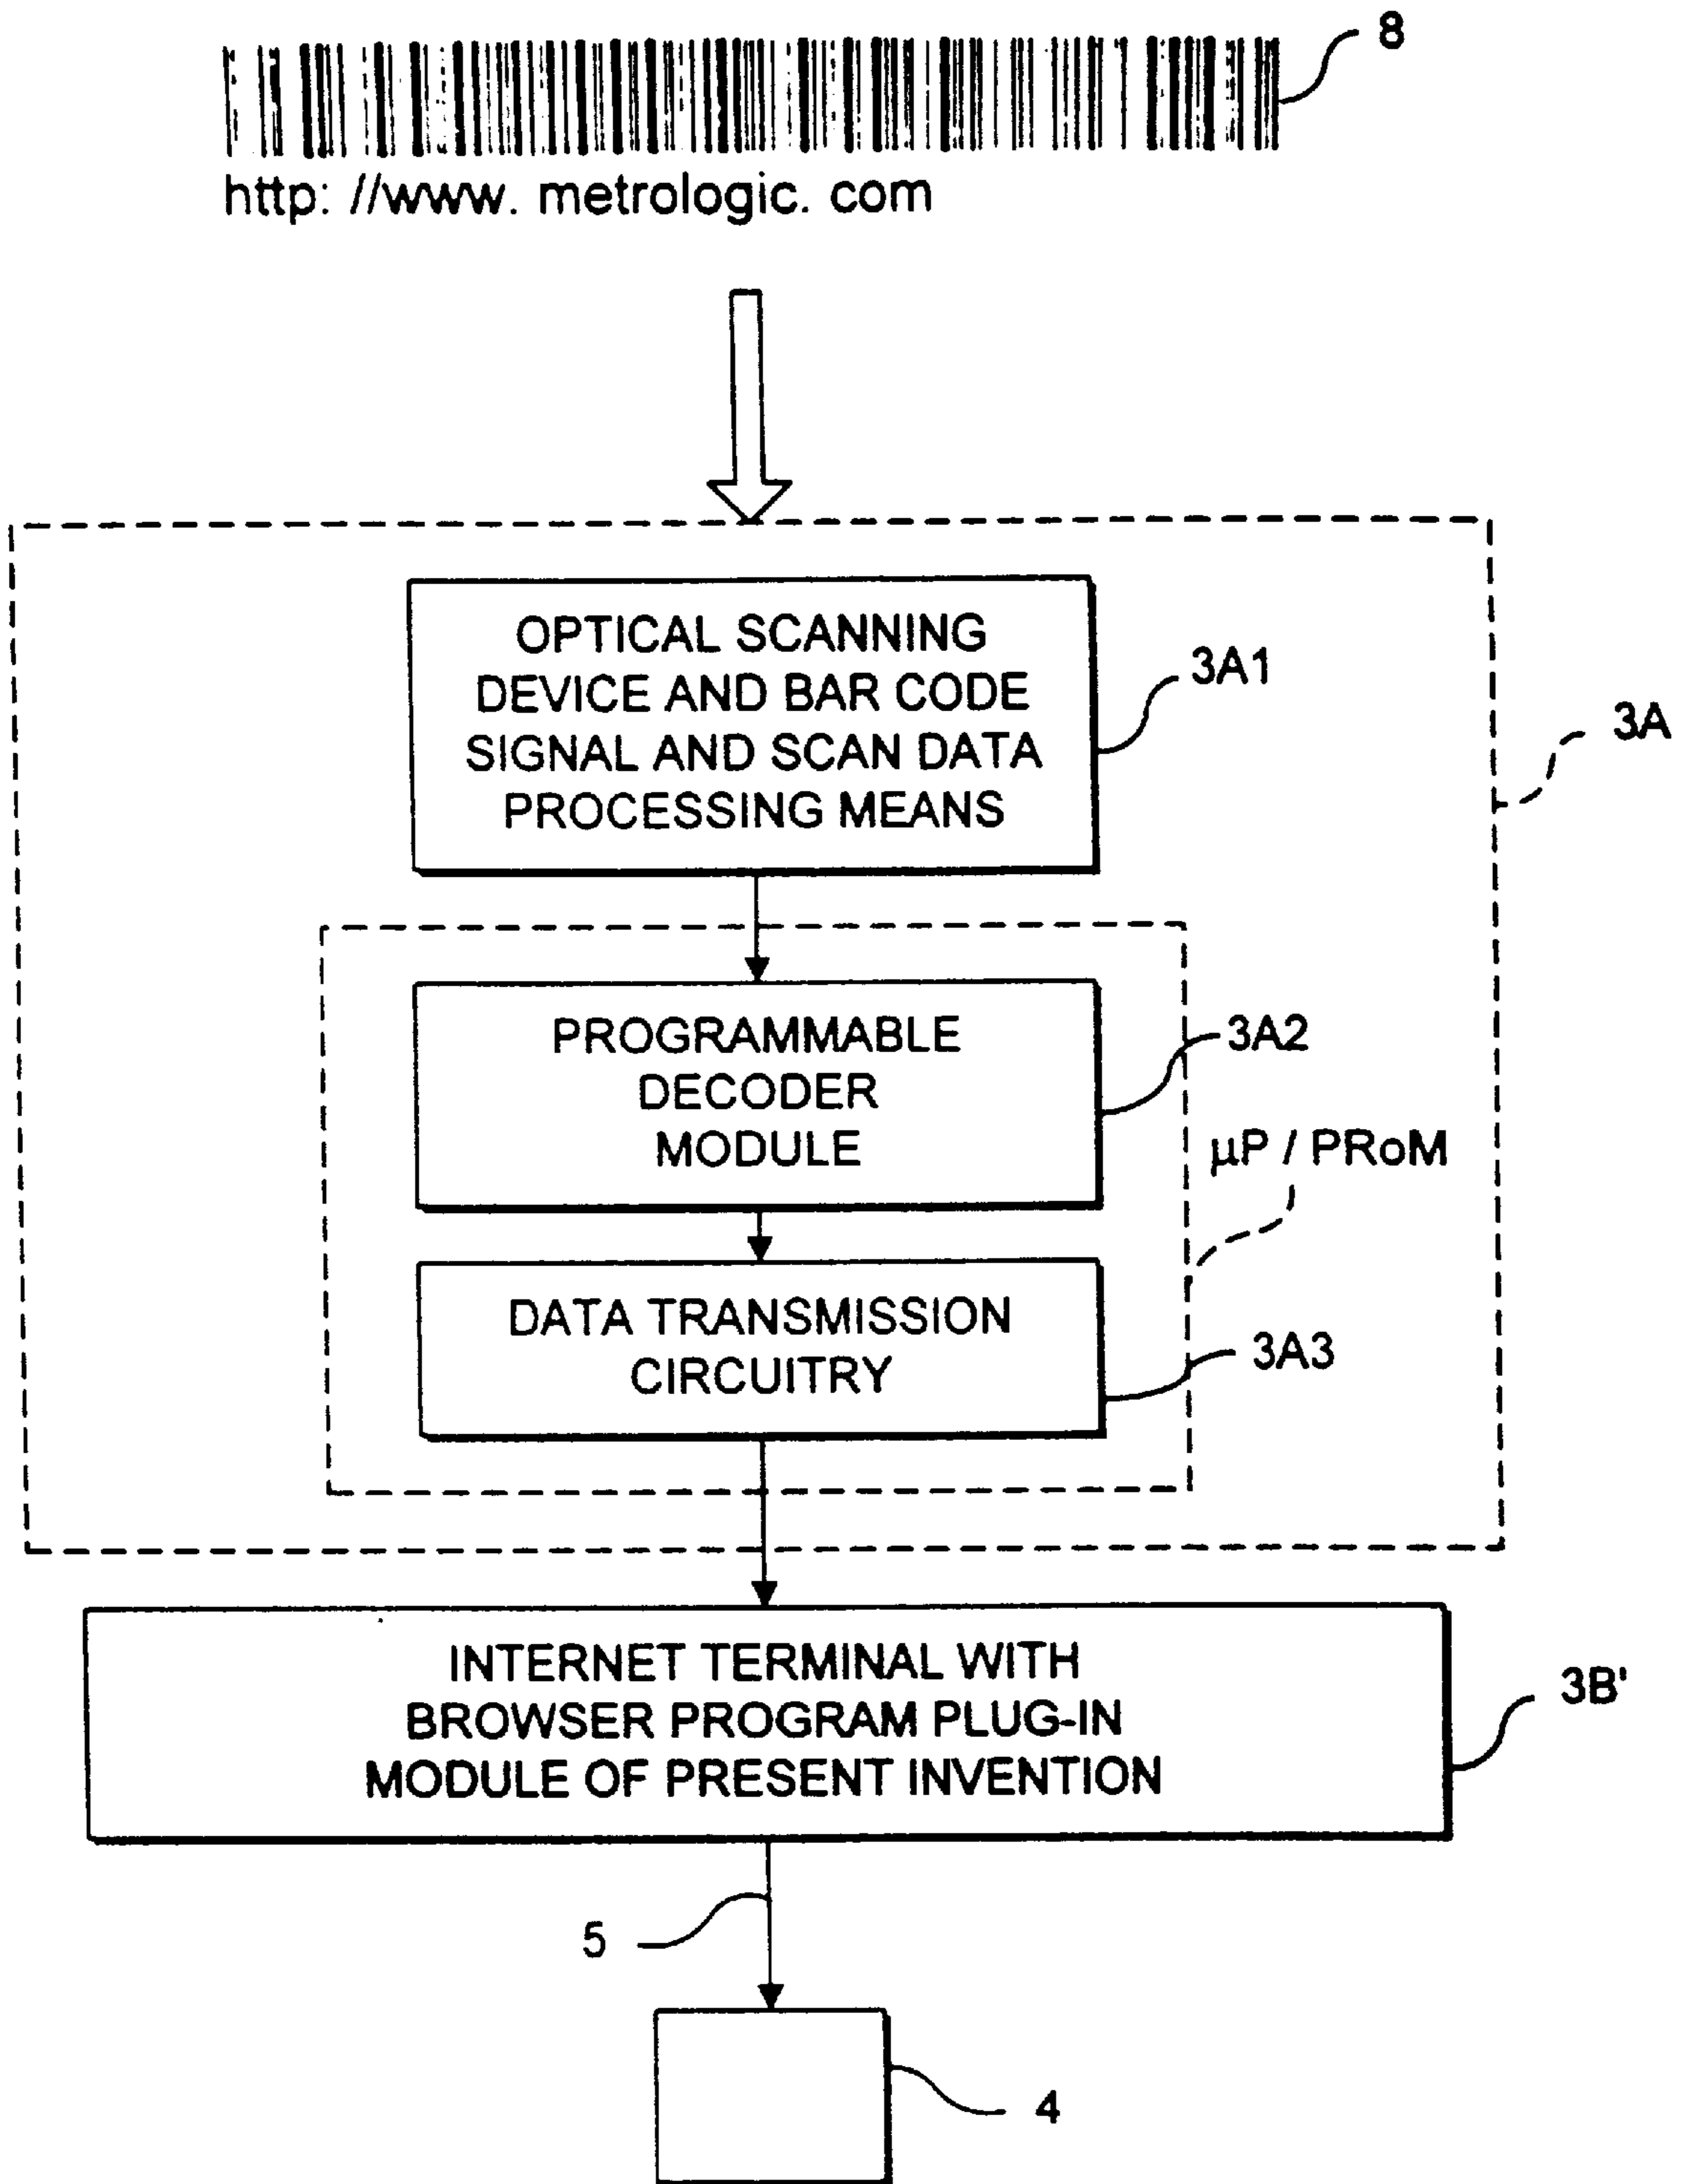 8
http: //www. metrologic. com
OPTICAL SCANNING
DEVICE AND BAR CODE
SIGNAL AND SCAN DATA
PROCESSING MEANS
3A1
3A
PROGRAMMABLE
DECODER
MODULE
3A2
μP / PRoM
DATA TRANSMISSION
CIRCUITRY
3A3
INTERNET TERMINAL WITH
BROWSER PROGRAM PLUG-IN
MODULE OF PRESENT INVENTION
3B'
5
4